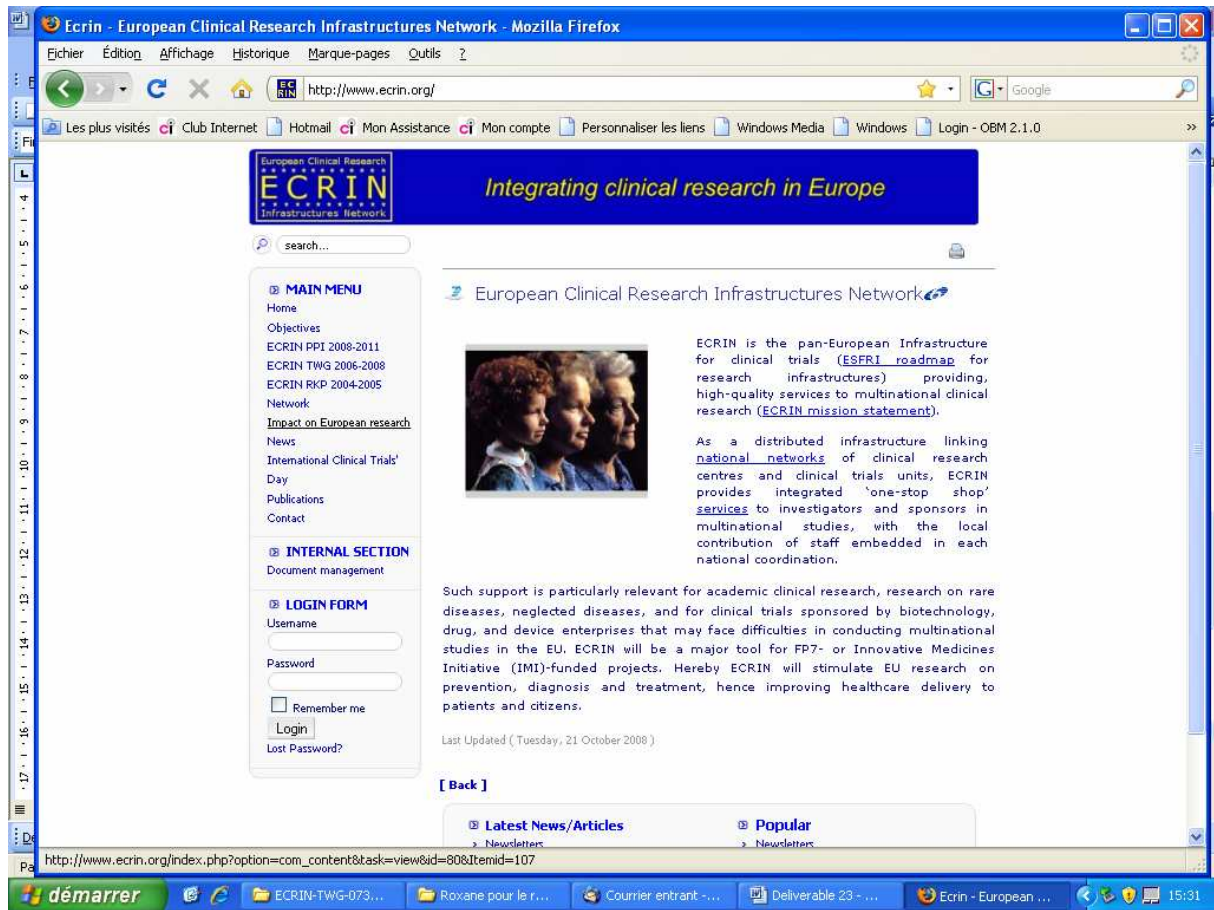 Ecrin - European Clinical Research Infrastructures Network - Mozilla Firefox
Fichier Édition Affichage Historique Marque-pages Outils ?
http://www.ecrin.org/
Google
Les plus visités Club Internet Hotmail Mon Assistance Mon compte Personnaliser les liens Windows Media Windows Login - OBM 2.1.0 »
European Clinical Research
ECRIN
Infrastructures Network
Integrating clinical research in Europe
search...
MAIN MENU
Home
Objectives
ECRIN PPI 2008-2011
ECRIN TWG 2006-2008
ECRIN RKP 2004-2005
Network
Impact on European research
News
International Clinical Trials'
Day
Publications
Contact
INTERNAL SECTION
Document management
LOGIN FORM
Username
Password
Remember me
Login
Lost Password?
European Clinical Research Infrastructures Network
ECRIN is the pan-European Infrastructure
for clinical trials (ESFRI roadmap for
research infrastructures) providing,
high-quality services to multinational clinical
research (ECRIN mission statement).
As a distributed infrastructure linking
national networks of clinical research
centres and clinical trials units, ECRIN
provides integrated 'one-stop shop'
services to investigators and sponsors in
multinational studies, with the local
contribution of staff embedded in each
national coordination.
Such support is particularly relevant for academic clinical research, research on rare
diseases, neglected diseases, and for clinical trials sponsored by biotechnology,
drug, and device enterprises that may face difficulties in conducting multinational
studies in the EU. ECRIN will be a major tool for FP7- or Innovative Medicines
Initiative (IMI)-funded projects. Hereby ECRIN will stimulate EU research on
prevention, diagnosis and treatment, hence improving healthcare delivery to
patients and citizens.
Last Updated ( Tuesday, 21 October 2008 )
[ Back ]
Latest News/Articles
Newsletters
Popular
Newsletters
http://www.ecrin.org/index.php?option=com_content&task=view&id=80&Itemid=107
démarrer ECRIN-TWG-073... Roxane pour le r... Courrier entrant -... Deliverable 23 - ... Ecrin - European ... 15:31